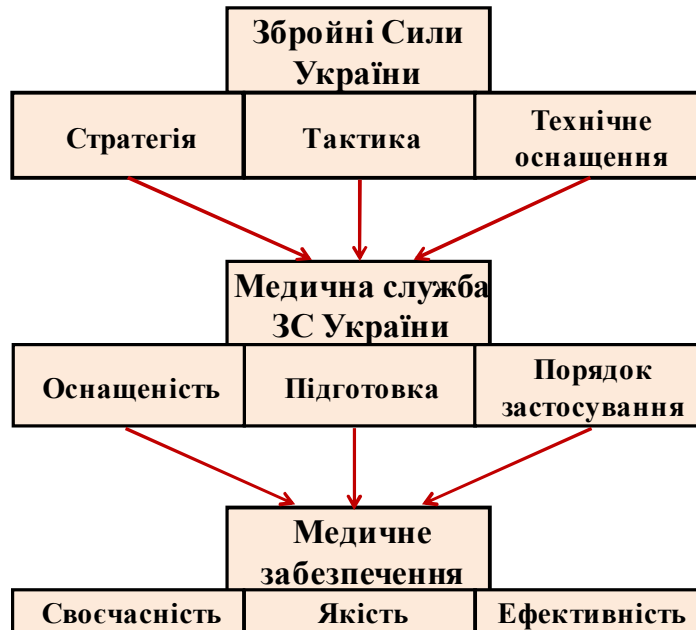 Збройні Сили
України
Стратегія
Тактика
Технічне
оснащення
Медична служба
ЗС України
Оснащеність
Підготовка
Порядок
застосування
Медичне
забезпечення
Своєчасність
Якість
Ефективність